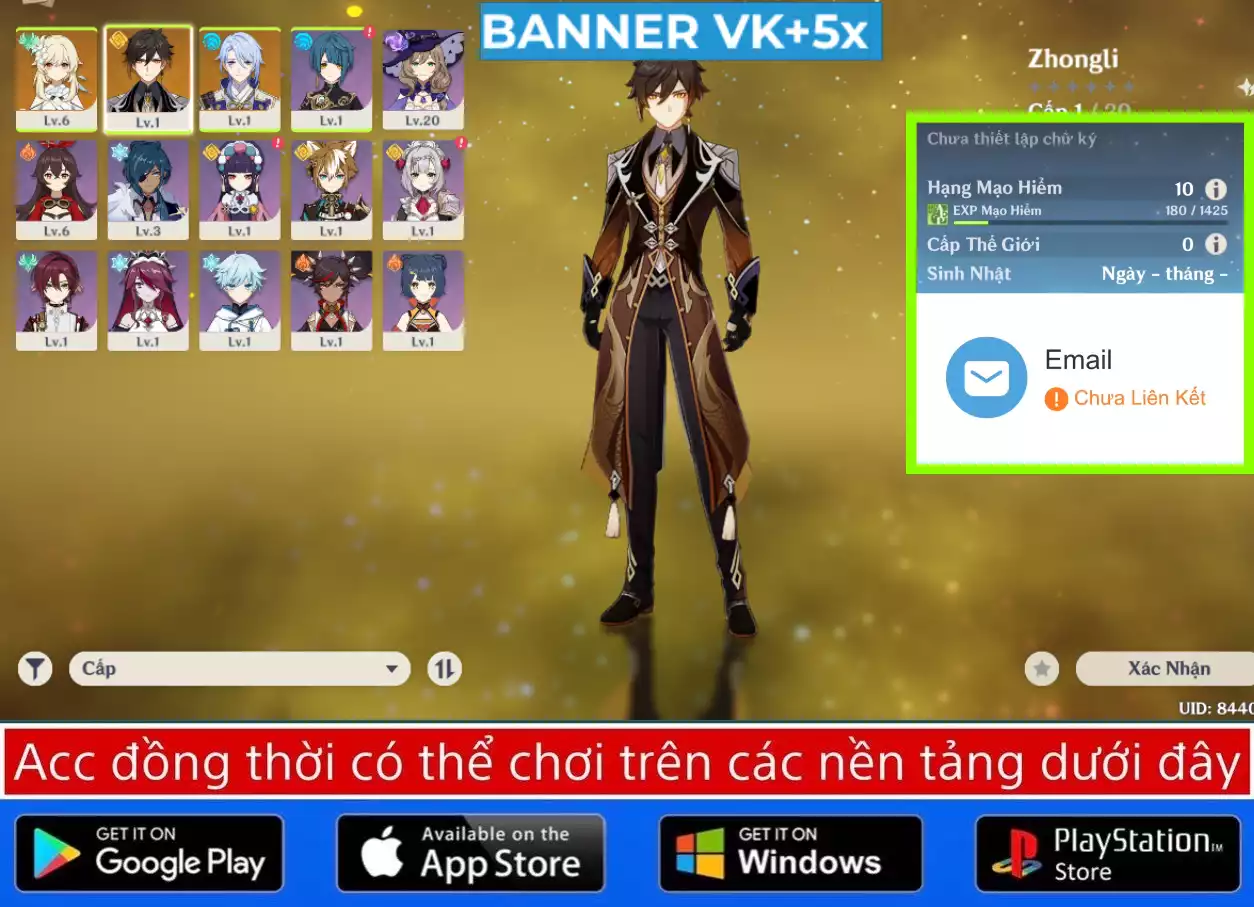 BANNER VK+5x
Lv.6
Lv.1
Lv.1
Lv.1
Lv.20
Lv.6
Lv.3
Lv.1
Lv.1
Lv.1
Lv.1
Lv.1
Lv.1
Lv.1
Lv.1
Zhongli
Cấp 1 / 20
Chưa thiết lập chữ ký
Hạng Mạo Hiểm 10
EXP Mạo Hiểm 180 / 1425
Cấp Thế Giới 0
Sinh Nhật Ngày - tháng -
Email
Chưa Liên Kết
Cấp
Xác Nhận
UID: 8440
Acc đồng thời có thể chơi trên các nền tảng dưới đây
GET IT ON
Google Play
Available on the
App Store
GET IT ON
Windows
PlayStation™
Store